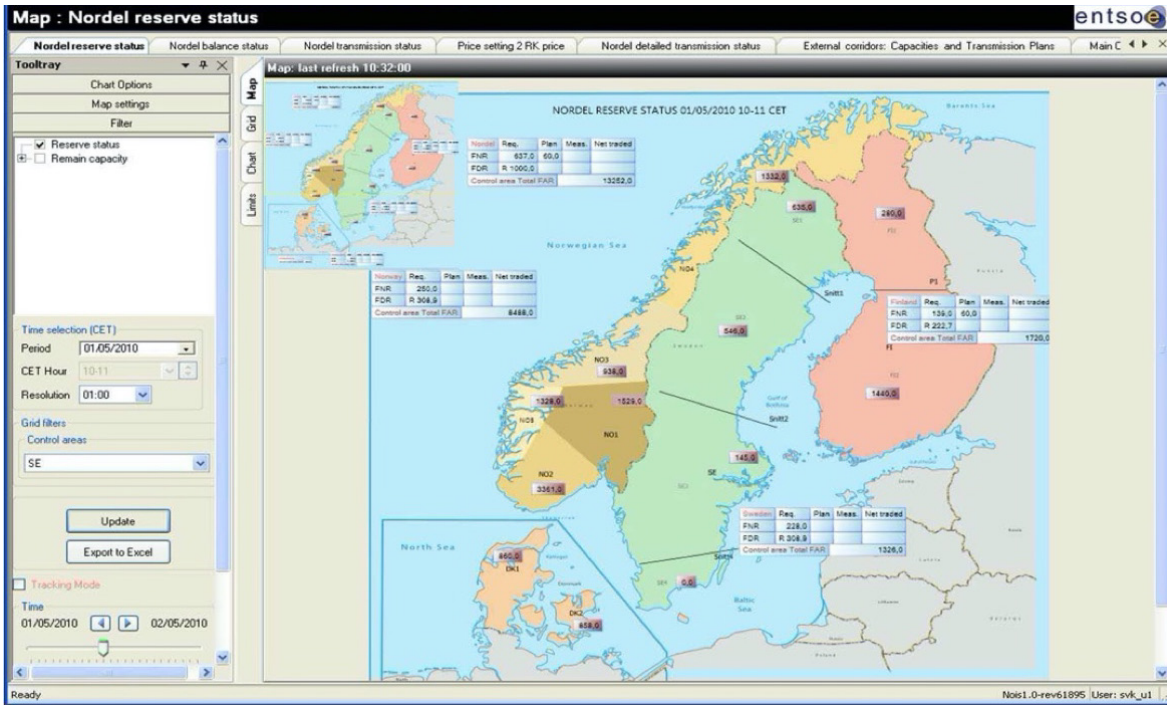 Map : Nordel reserve status
entsoe
Nordel reserve status
Nordel balance status
Nordel transmission status
Price setting 2 RK price
Nordel detailed transmission status
External corridors: Capacities and Transmission Plans
Main C
Tooltray
Chart Options
Map settings
Filter
Reserve status
Remain capacity
Time selection (CET)
Period 01/05/2010
CET Hour 10-11
Resolution 01:00
Grid filters
Control areas
SE
Update
Export to Excel
Tracking Mode
Time
01/05/2010 02/05/2010
Map
Grid
Chart
Limits
Map: last refresh 10:32:00
NORDEL RESERVE STATUS 01/05/2010 10-11 CET
Nordel Req. Plan Meas. Net traded
FNR 637,0 60,0
FDR R 1000,0
Control area Total FAR 13252,0
Barents Sea
1332,0
635,0
280,0
Norwegian Sea
NO4
Russia
Norway Req. Plan Meas. Net traded
FNR 250,0
FDR R 308,9
Control area Total FAR 8488,0
Snitt1
FI
Finland Req. Plan Meas. Net traded
FNR 139,0 60,0
FDR R 222,7
Control area Total FAR 1720,0
546,0
Sweden
NO3
938,0
1328,0
1529,0
1440,0
Gulf of
Bothnia
Snitt2
NO1
SE
145,0
NO2
3361,0
Sweden Req. Plan Meas. Net traded
FNR 228,0
FDR R 308,9
Control area Total FAR 1326,0
North Sea
DK1
0,0
Baltic
Sea
DK2
658,0
Ready
Nois1.0-rev61895 User: svk_u1